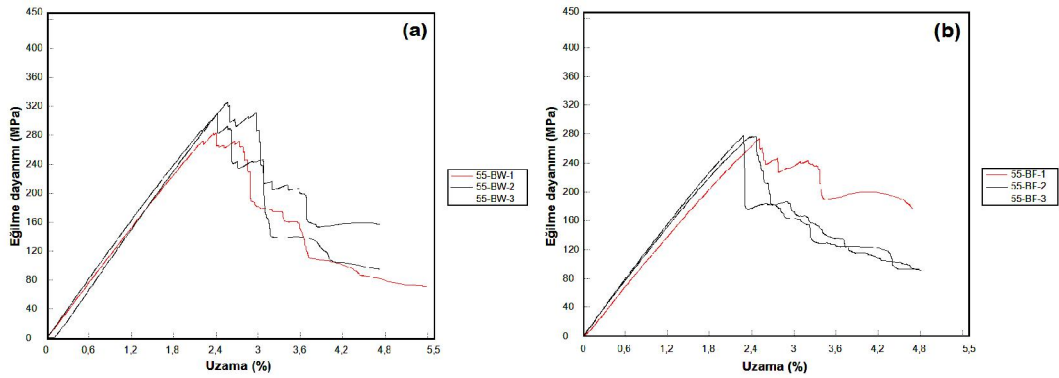 (a)
Eğilme dayanımı (MPa)
450
400
360
320
280
240
200
160
120
80
40
0
0 0,6 1,2 1,8 2,4 3 3,6 4,2 4,8 5,5
Uzama (%)
55-BW-1
55-BW-2
55-BW-3
(b)
Eğilme dayanımı (MPa)
450
400
360
320
280
240
200
160
120
80
40
0
0 0,6 1,2 1,8 2,4 3 3,6 4,2 4,8 5,5
Uzama (%)
55-BF-1
55-BF-2
55-BF-3